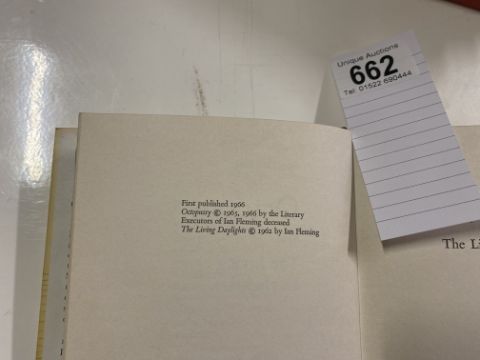 Unique Auctions
662
Tel: 01522 690444
First published 1966
Octopussy © 1965, 1966 by the Literary
Executors of Ian Fleming deceased
The Living Daylights © 1962 by Ian Fleming
The Li